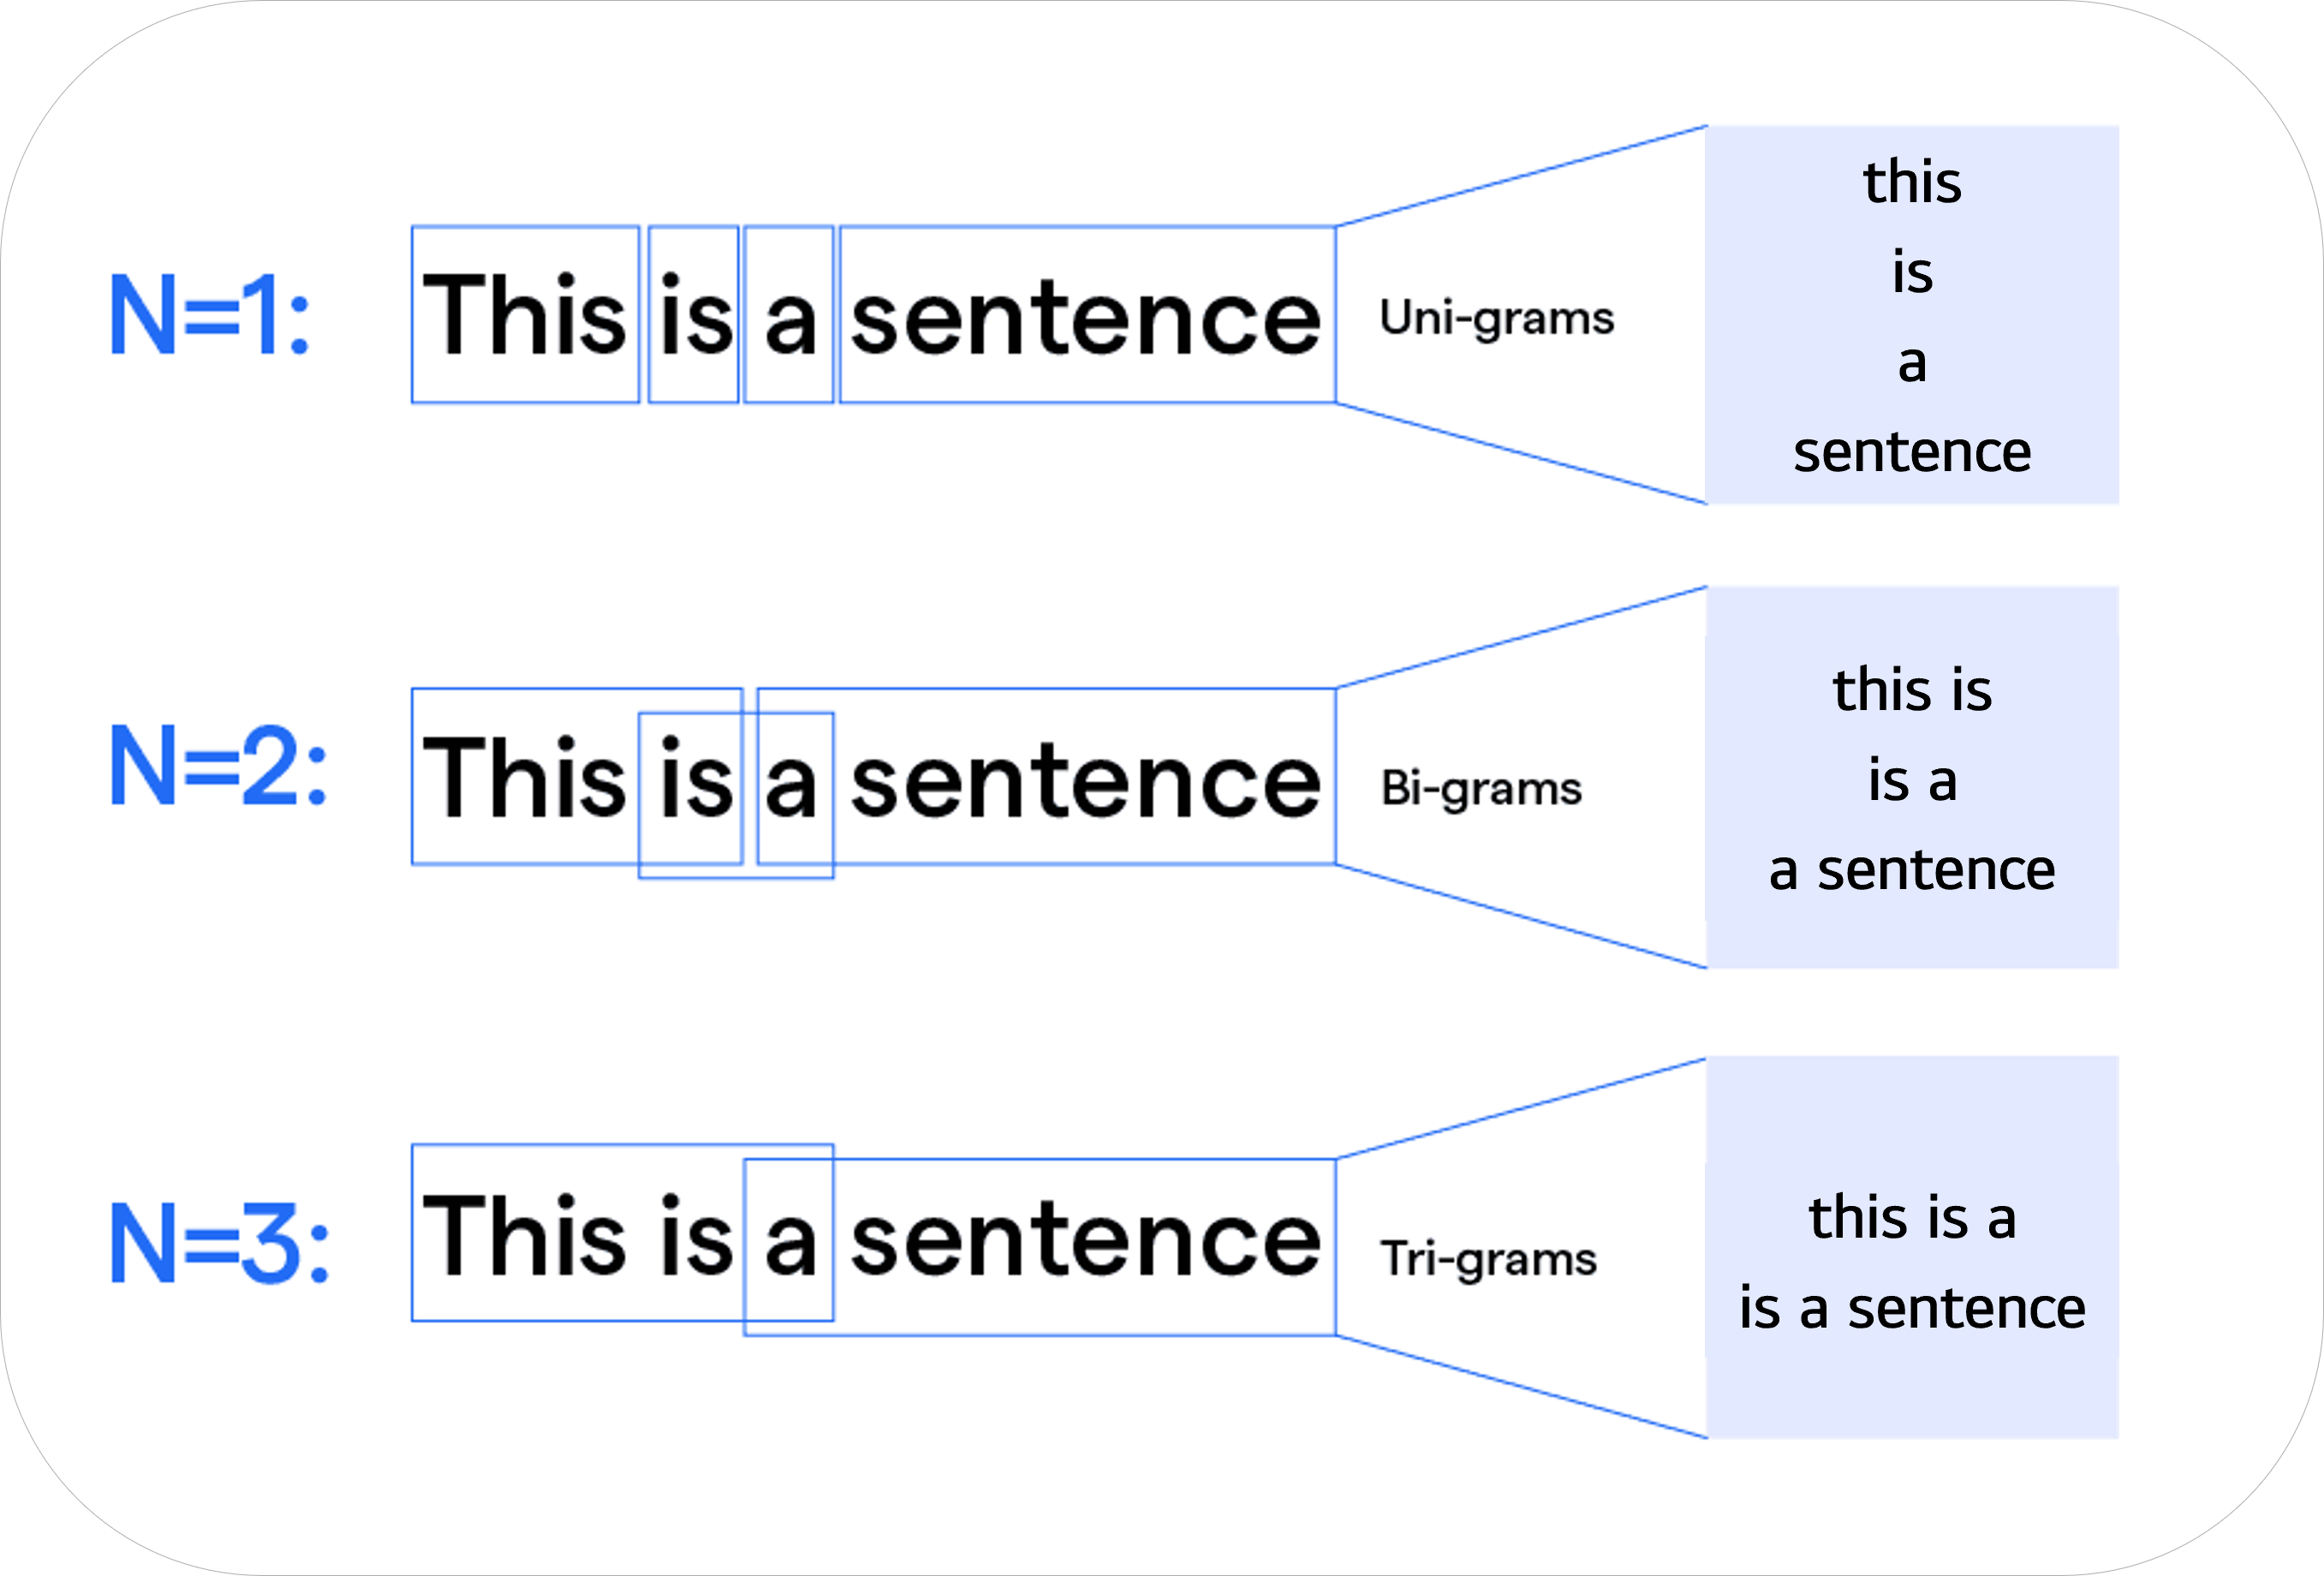 N=1:
This is a sentence
Uni-grams
this
is
a
sentence
N=2:
This is a sentence
Bi-grams
this is
is a
a sentence
N=3:
This is a sentence
Tri-grams
this is a
is a sentence